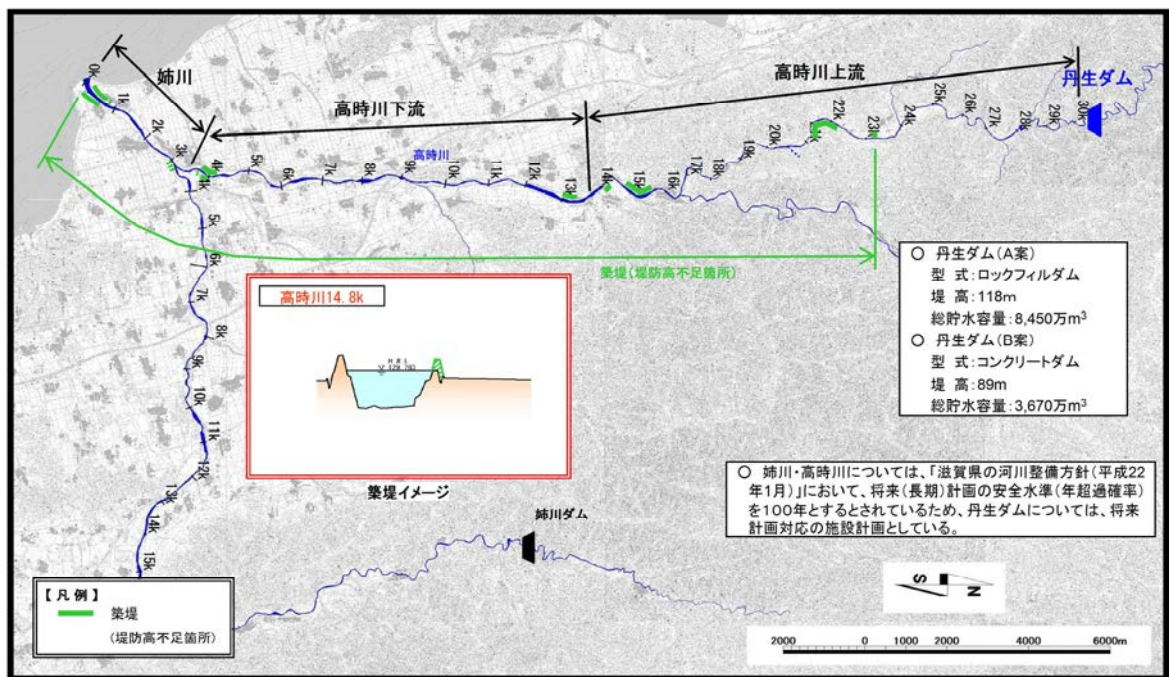 姉川
高時川下流
高時川上流
丹生ダム
高時川
0k
1k
2k
3k
4k
5k
6k
7k
8k
9k
10k
11k
12k
13k
14k
15k
16k
17k
18k
19k
20k
22k
23k
24k
25k
26k
27k
28k
29k
30k
4k
5k
6k
7k
8k
9k
10k
11k
12k
13k
14k
15k
築堤(堤防高不足箇所)
高時川14.8k
築堤イメージ
姉川ダム
○ 丹生ダム(A案)
型 式:ロックフィルダム
堤 高:118m
総貯水容量:8,450万m³
○ 丹生ダム(B案)
型 式:コンクリートダム
堤 高:89m
総貯水容量:3,670万m³
○ 姉川・高時川については、「滋賀県の河川整備方針(平成22
年1月)」において、将来(長期)計画の安全水準(年超過確率)
を100年とするとされているため、丹生ダムについては、将来
計画対応の施設計画としている。
【凡例】
築堤
(堤防高不足箇所)
S
N
2000 0 1000 2000 4000 6000m